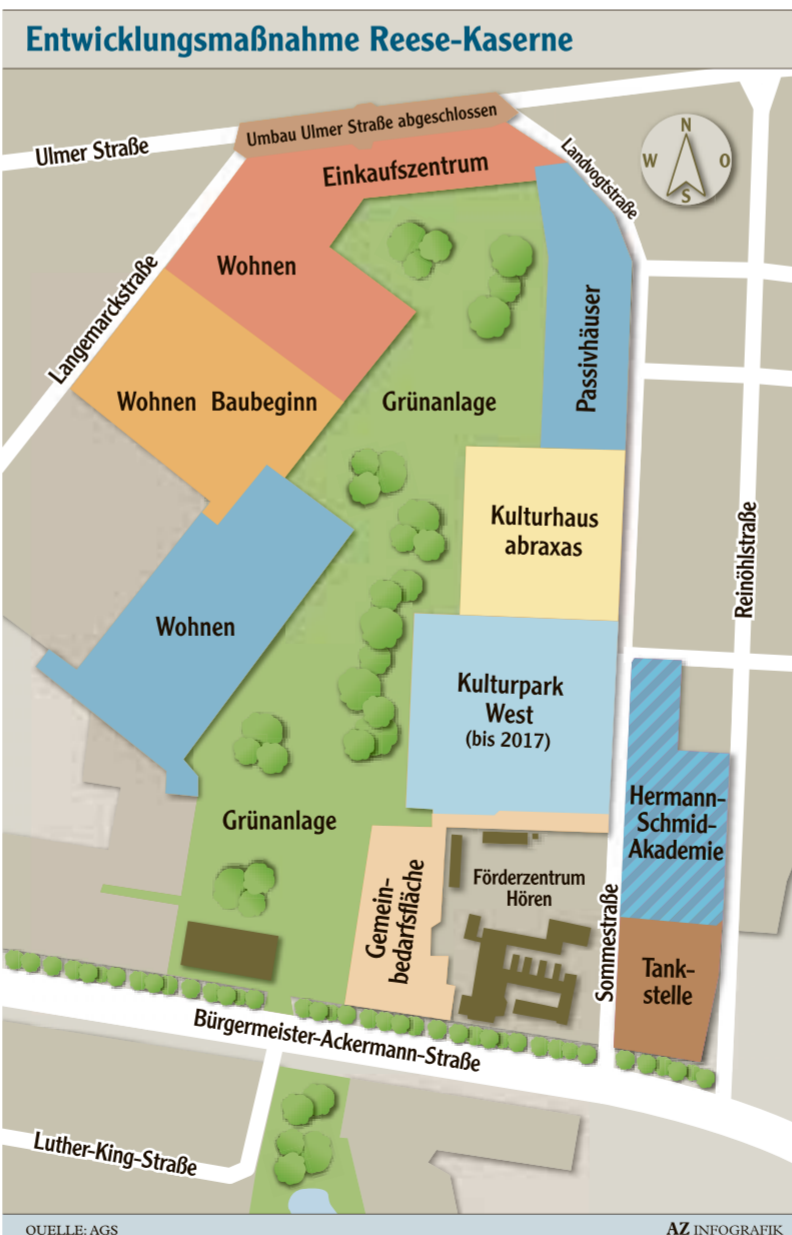 Entwicklungsmaßnahme Reese-Kaserne
Ulmer Straße
Umbau Ulmer Straße abgeschlossen
Landvogtstraße
N
W
O
S
Einkaufszentrum
Wohnen
Langemarckstraße
Passivhäuser
Wohnen Baubeginn
Grünanlage
Kulturhaus
abraxas
Reinöhlstraße
Wohnen
Kulturpark
West
(bis 2017)
Hermann-
Schmid-
Akademie
Grünanlage
Gemein-
bedarfsfläche
Förderzentrum
Hören
Sommestraße
Tank-
stelle
Bürgermeister-Ackermann-Straße
Luther-King-Straße
QUELLE: AGS
AZ INFOGRAFIK